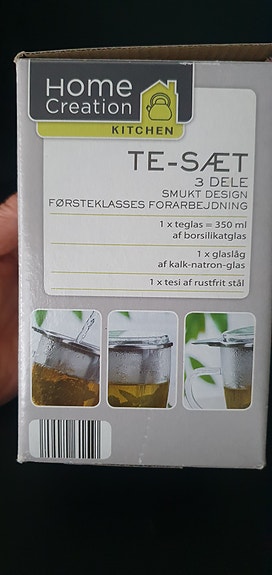 Home
Creation
KITCHEN
TE-SÆT
3 DELE
SMUKT DESIGN
FØRSTEKLASSES FORARBEJDNING
1 x teglas = 350 ml
af borsilikatglas
1 x glaslåg
af kalk-natron-glas
1 x tesi af rustfrit stål